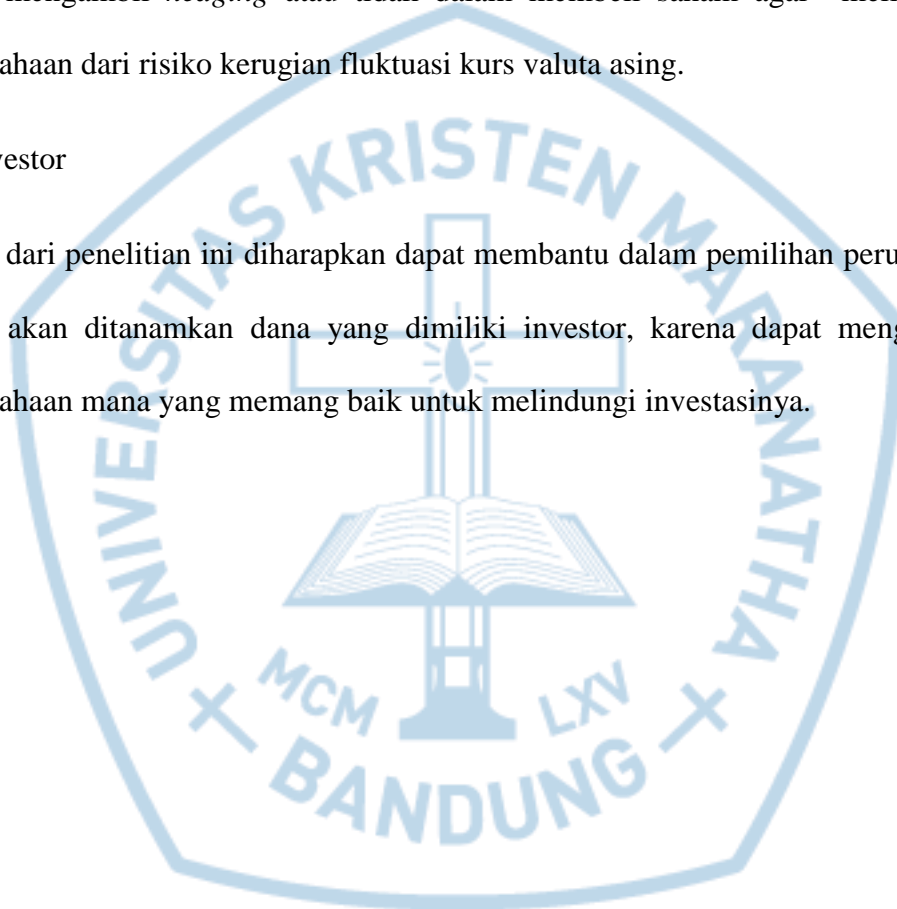 mengambil hedging atau tidak dalam membeli saham agar
ahaan dari risiko kerugian fluktuasi kurs valuta asing.
vestor
dari penelitian ini diharapkan dapat membantu dalam pemilihan peru
akan ditanamkan dana yang dimiliki investor, karena dapat meng
ahaan mana yang memang baik untuk melindungi investasinya.
UNIVERSITAS KRISTEN MARANATHA
MCM LXV
BANDUNG